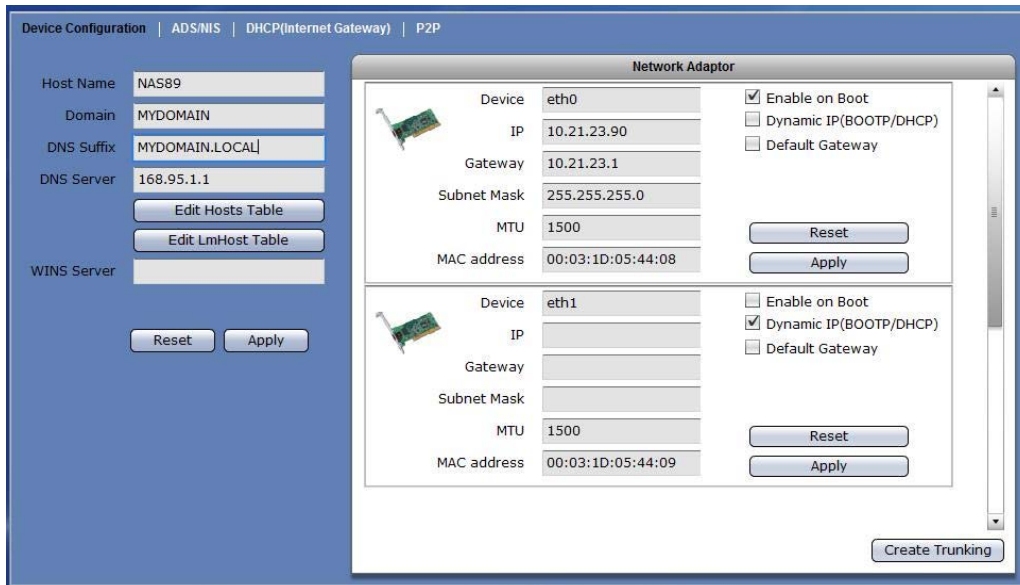 Device Configuration | ADS/NIS | DHCP(Internet Gateway) | P2P
Host Name NAS89
Domain MYDOMAIN
DNS Suffix MYDOMAIN.LOCAL
DNS Server 168.95.1.1
Edit Hosts Table
Edit LmHost Table
WINS Server
Reset Apply
Network Adaptor
Device eth0 Enable on Boot
IP 10.21.23.90 Dynamic IP(BOOTP/DHCP)
Gateway 10.21.23.1 Default Gateway
Subnet Mask 255.255.255.0
MTU 1500 Reset
MAC address 00:03:1D:05:44:08 Apply
Device eth1 Enable on Boot
IP Dynamic IP(BOOTP/DHCP)
Gateway Default Gateway
Subnet Mask
MTU 1500 Reset
MAC address 00:03:1D:05:44:09 Apply
Create Trunking